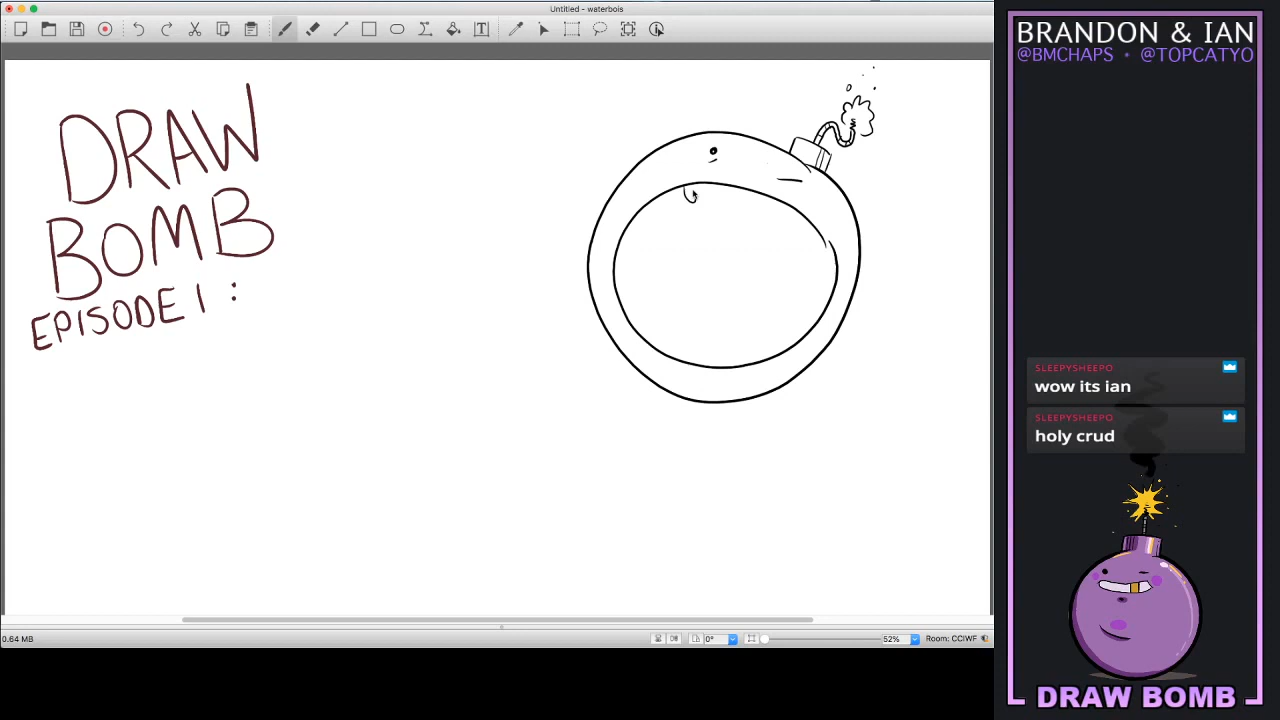 Untitled - waterbois
DRAW
BOMB
EPISODE 1 :
0.64 MB
0°
52%
Room: CCIWF
BRANDON & IAN
@BMCHAPS • @TOPCATYO
SLEEPYSHEEPO
wow its ian
SLEEPYSHEEPO
holy crud
DRAW BOMB